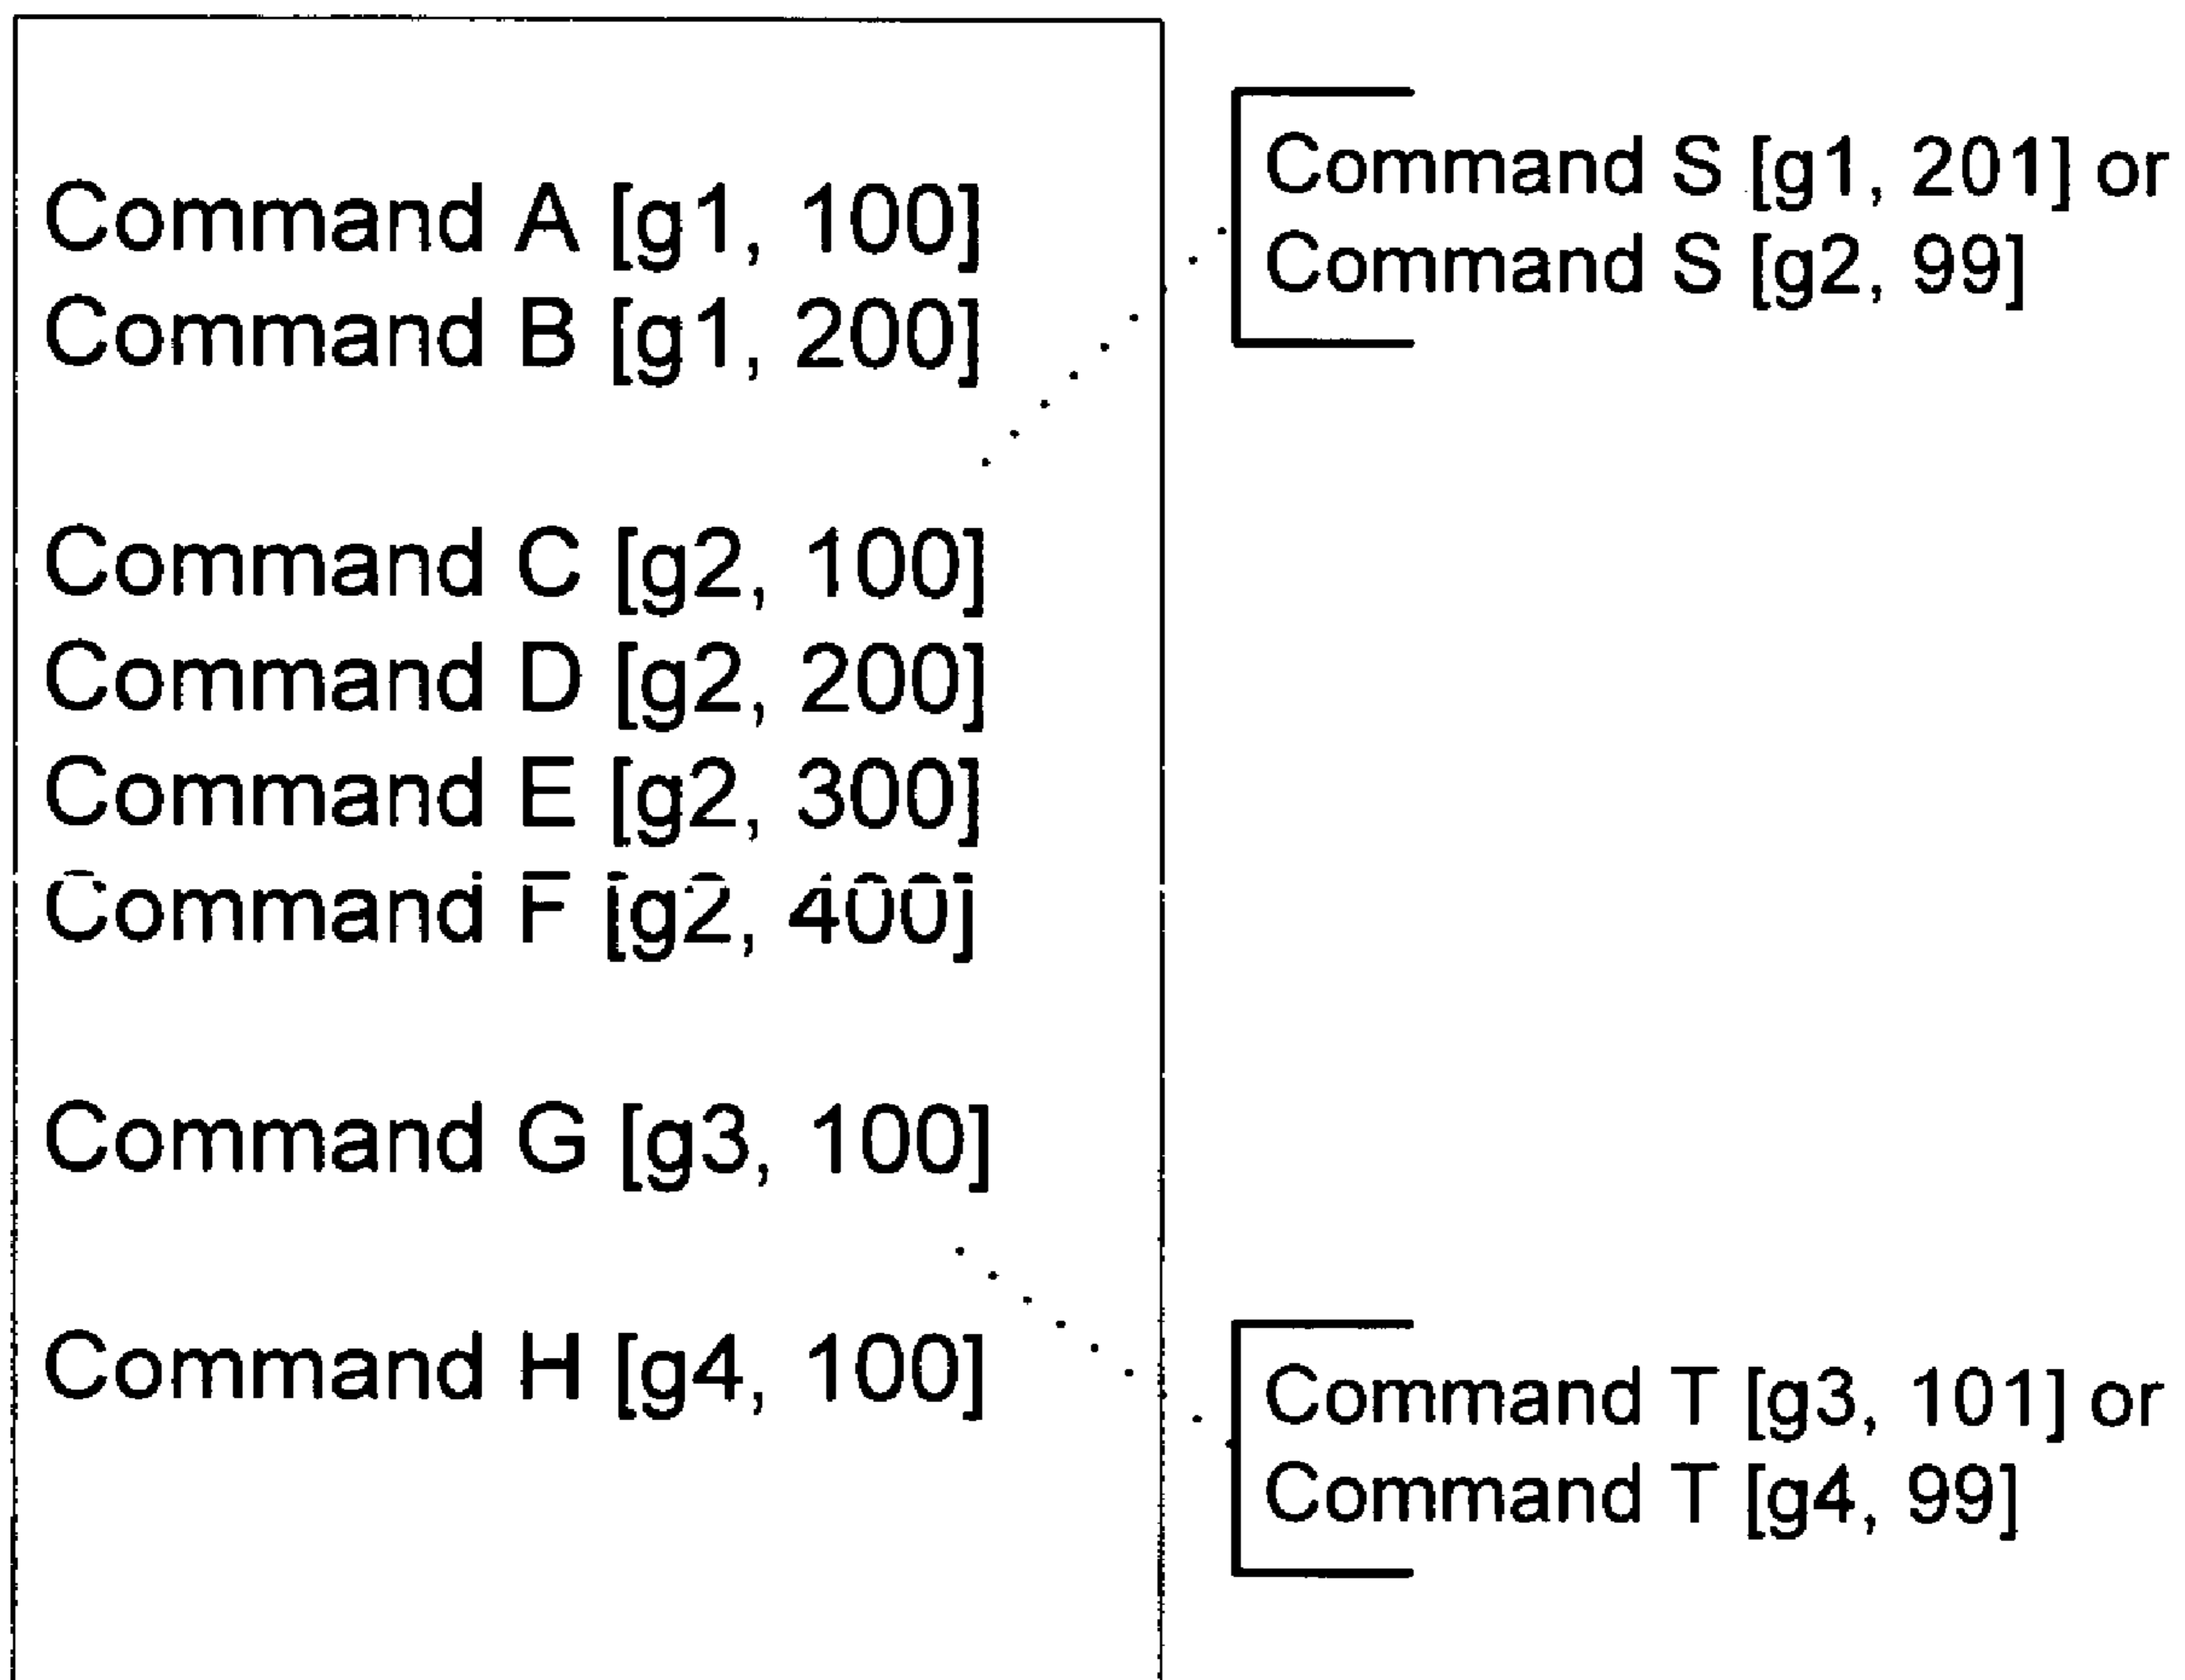 Command A [g1, 100]
Command B [g1, 200]
Command C [g2, 100]
Command D [g2, 200]
Command E [g2, 300]
Command F [g2, 400]
Command G [g3, 100]
Command H [g4, 100]
Command S [g1, 201] or
Command S [g2, 99]
Command T [g3, 101] or
Command T [g4, 99]